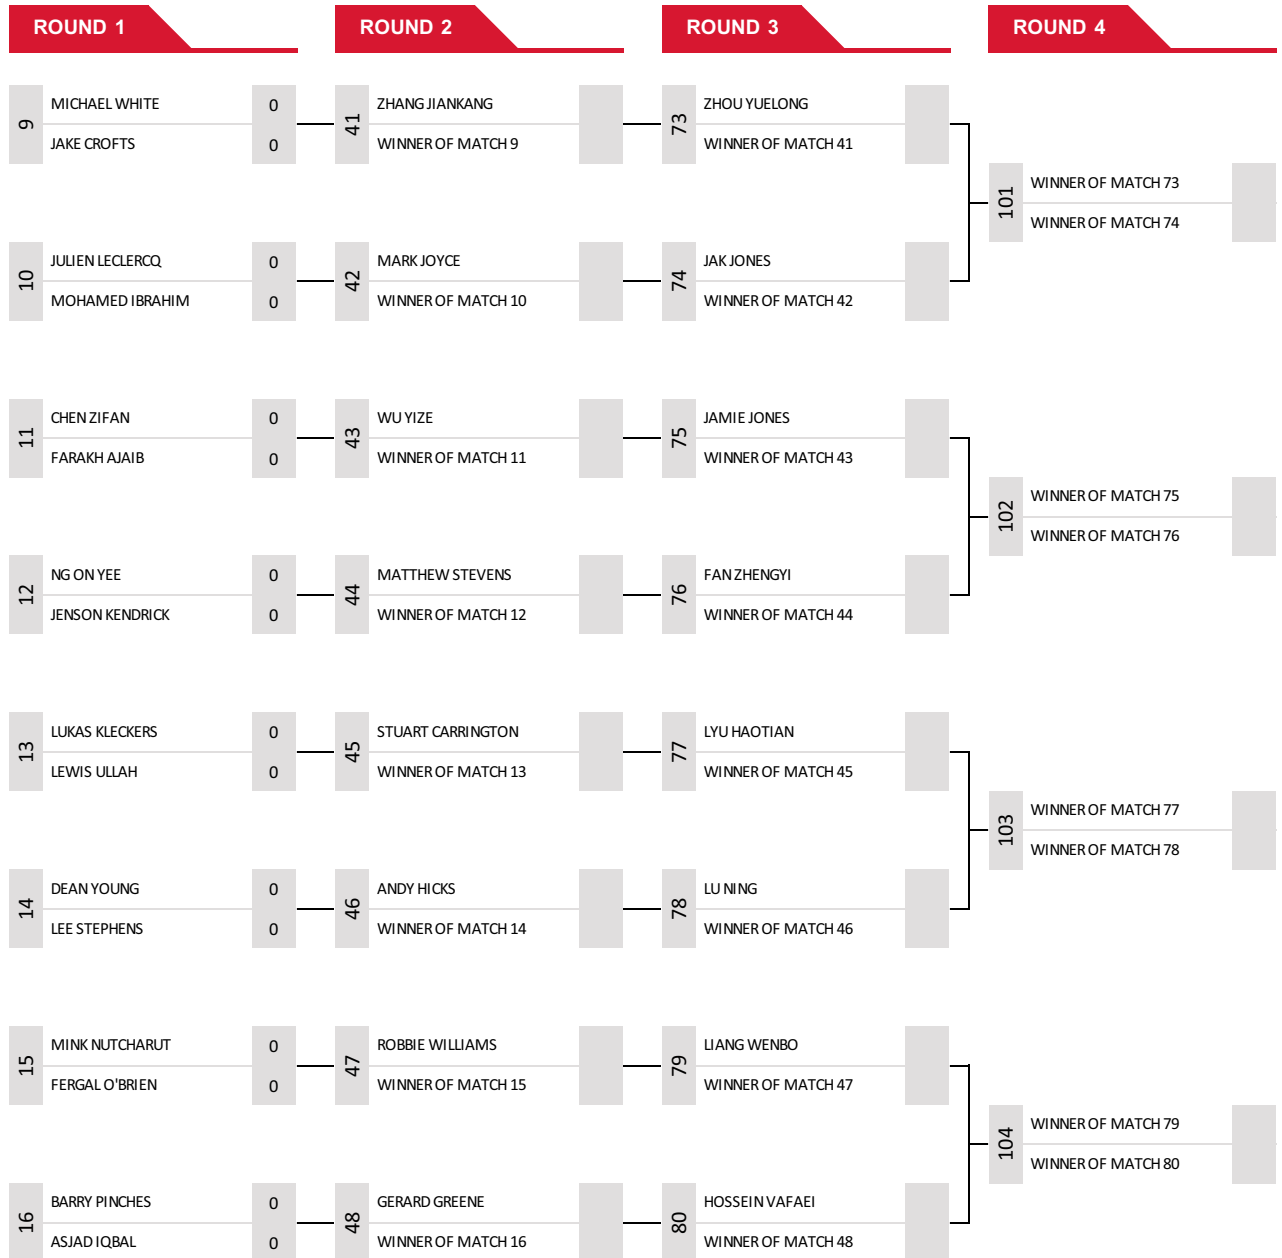 ROUND 1
ROUND 2
ROUND 3
ROUND 4
9
MICHAEL WHITE
0
JAKE CROFTS
0
41
ZHANG JIANKANG
WINNER OF MATCH 9
73
ZHOU YUELONG
WINNER OF MATCH 41
101
WINNER OF MATCH 73
WINNER OF MATCH 74
10
JULIEN LECLERCQ
0
MOHAMED IBRAHIM
0
42
MARK JOYCE
WINNER OF MATCH 10
74
JAK JONES
WINNER OF MATCH 42
11
CHEN ZIFAN
0
FARAKH AJAIB
0
43
WU YIZE
WINNER OF MATCH 11
75
JAMIE JONES
WINNER OF MATCH 43
102
WINNER OF MATCH 75
WINNER OF MATCH 76
12
NG ON YEE
0
JENSON KENDRICK
0
44
MATTHEW STEVENS
WINNER OF MATCH 12
76
FAN ZHENGYI
WINNER OF MATCH 44
13
LUKAS KLECKERS
0
LEWIS ULLAH
0
45
STUART CARRINGTON
WINNER OF MATCH 13
77
LYU HAOTIAN
WINNER OF MATCH 45
103
WINNER OF MATCH 77
WINNER OF MATCH 78
14
DEAN YOUNG
0
LEE STEPHENS
0
46
ANDY HICKS
WINNER OF MATCH 14
78
LU NING
WINNER OF MATCH 46
15
MINK NUTCHARUT
0
FERGAL O'BRIEN
0
47
ROBBIE WILLIAMS
WINNER OF MATCH 15
79
LIANG WENBO
WINNER OF MATCH 47
104
WINNER OF MATCH 79
WINNER OF MATCH 80
16
BARRY PINCHES
0
ASJAD IQBAL
0
48
GERARD GREENE
WINNER OF MATCH 16
80
HOSSEIN VAFAEI
WINNER OF MATCH 48